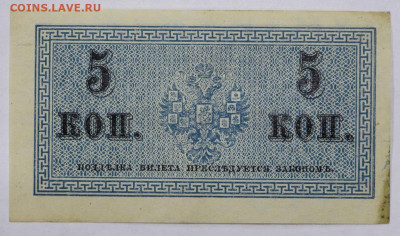 COINS.LAVE.RU
5 5
КОП. КОП.
ПОДДѢЛКА БИЛЕТА ПРЕСЛѢДУЕТСЯ ЗАКОНОМЪ.